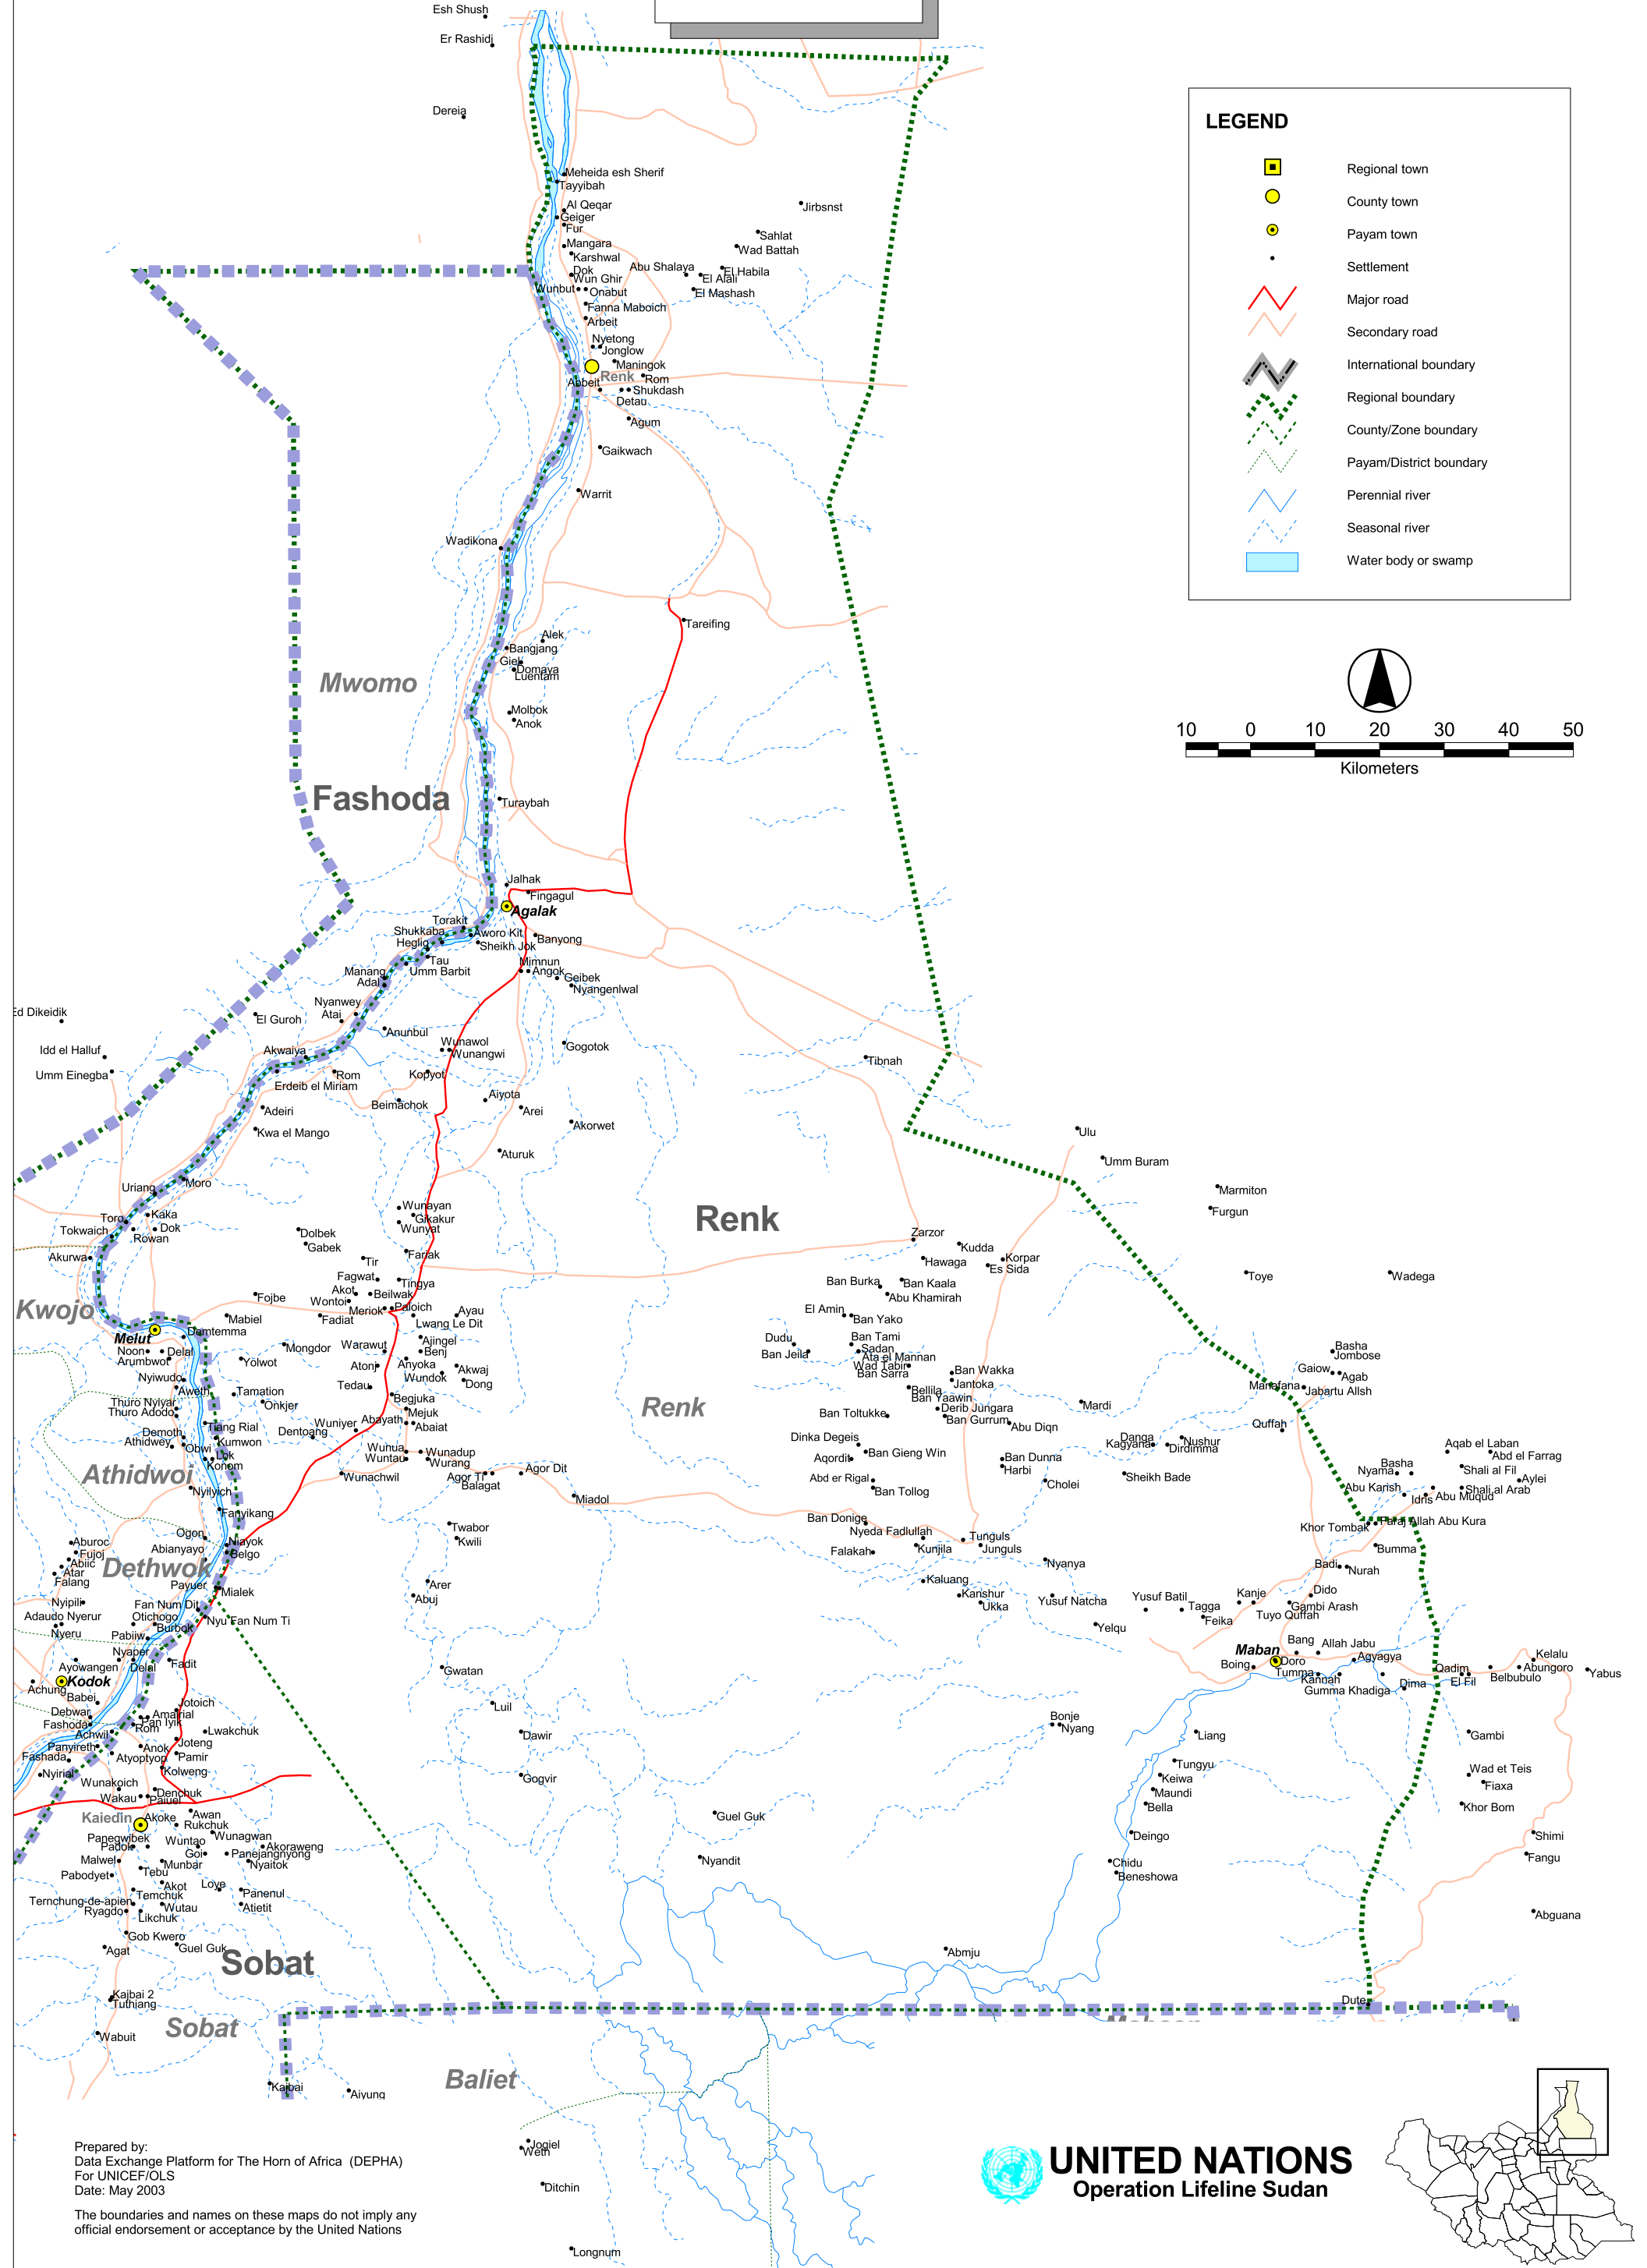 Esh Shush
Er Rashidi
Dereia
LEGEND
Regional town
County town
Payam town
Settlement
Major road
Secondary road
International boundary
Regional boundary
County/Zone boundary
Payam/District boundary
Perennial river
Seasonal river
Water body or swamp
10 0 10 20 30 40 50
Kilometers
Meheida esh Sherif
Tayyibah
Al Qeqar
Geiger
Fur
Jirbsnst
Sahlat
Wad Battah
Mangara
Karshwal
Dok
Wun Ghir
Wunbut
Onabut
Abu Shalaya
El Habila
El Alali
El Mashash
Fanna Maboich
Arbeit
Nyetong
Jonglow
Maningok
Renk
Rom
Abbeit
Shukdash
Detau
Agum
Gaikwach
Warrit
Wadikona
Tareifing
Alek
Bangjang
Giel
Domaya
Luentam
Mwomo
Molbok
Anok
Fashoda
Turaybah
Jalhak
Fingagul
Agalak
Torakit
Shukkaba
Aworo Kit
Heglig
Sheikh Jok
Banyong
Tau
Umm Barbit
Mimnun
Angok
Manang
Adal
Geibek
Nyangenlwal
Nyanwey
Atai
El Guroh
Ed Dikeidik
Anunbul
Wunawol
Wunangwi
Gogotok
Idd el Halluf
Akwaiya
Tibnah
Umm Einegba
Rom
Kopyot
Erdeib el Miriam
Aiyota
Beimachok
Arei
Adeiri
Akorwet
Kwa el Mango
Ulu
Aturuk
Umm Buram
Moro
Uriang
Marmiton
Furgun
Wunayan
Gikakur
Wunyat
Renk
Toro
Kaka
Dok
Tokwaich
Rowan
Dolbek
Gabek
Zarzor
Kudda
Akurwa
Farjak
Tir
Hawaga
Korpar
Es Sida
Toye
Wadega
Fagwat
Tingya
Ban Burka
Ban Kaala
Abu Khamirah
Kwojo
Fojbe
Akot
Beilwak
Wontoi
Meriok
Paloich
Ayau
Lwang Le Dit
Mabiel
Fadiat
El Amin
Ban Yako
Melut
Demtemma
Mongdor
Warawut
Ajingel
Benj
Dudu
Ban Tami
Sadan
Ban Jeila
Ata el Mannan
Wad Tabir
Ban Sarra
Basha
Jombose
Noon
Delal
Arumbwot
Yolwot
Atonj
Anyoka
Wundok
Akwaj
Dong
Ban Wakka
Jantoka
Gaiow
Agab
Nyiwudo
Aweth
Tedau
Manafana
Jabartu Allsh
Tamation
Onkjer
Begjuka
Bellila
Ban Yaawin
Thuro Nyiyar
Thuro Adodo
Mejuk
Abayath
Abaiat
Derib Jungara
Ban Gurrum
Mardi
Ban Toltukke
Abu Diqn
Quffah
Tiang Rial
Kumwon
Demoth
Athidwey
Obwi
Dentoang
Wuniyer
Dinka Degeis
Danga
Nushur
Kagyana
Dirdimma
Lok
Konom
Wunua
Wuntau
Wunadup
Wurang
Aqordit
Ban Gieng Win
Ban Dunna
Harbi
Aqab el Laban
Abd el Farrag
Athidwoi
Wunachwil
Agor Ti
Balagat
Agor Dit
Abd er Rigal
Ban Tollog
Cholei
Sheikh Bade
Basha
Nyama
Shali al Fil
Aylei
Abu Karish
Idris
Shali al Arab
Abu Muqud
Nyilyich
Miadol
Fanyikang
Ban Donige
Khor Tombak
Faraj Allah Abu Kura
Twabor
Kwili
Nyeda Fadlullah
Tunguls
Junguls
Kunjila
Falakah
Bumma
Ogon
Niayok
Aburoc
Fujoj
Abianyayo
Belgo
Abiic
Atar
Falang
Dethwok
Nyanya
Badi
Nurah
Payuer
Mialek
Arer
Abuj
Kaluang
Kanshur
Ukka
Yusuf Natcha
Yusuf Batil
Tagga
Feika
Kanje
Dido
Gambi Arash
Tuyo Quffah
Nyipili
Fan Num Dit
Adaudo Nyerur
Otichogo
Nyu Fan Num Ti
Nyeru
Burbok
Pabiiw
Yelqu
Maban
Bang
Allah Jabu
Doro
Boing
Tumma
Kannah
Agyagya
Gumma Khadiga
Dima
Kelalu
Qadim
El Fil
Abungoro
Belbubulo
Yabus
Nyaper
Ayowangen
Delal
Fadit
Gwatan
Kodok
Achung
Babei
Luil
Jotoich
Debwar
Amatrial
Pan Iyik
Fashoda
Rom
Achwil
Lwakchuk
Dawir
Bonje
Nyang
Liang
Gambi
Panyireth
Anok
Joteng
Fashada
Atyoptyop
Pamir
Kolweng
Nyirial
Gogvir
Tungyu
Keiwa
Maundi
Bella
Wad et Teis
Fiaxa
Khor Bom
Wunakoich
Denchuk
Wakau
Paiuel
Kaiedin
Akoke
Awan
Rukchuk
Guel Guk
Deingo
Shimi
Fangu
Panegwibek
Padok
Wuntao
Wunagwan
Akoraweng
Goi
Panejangnyong
Nyaitok
Nyandit
Chidu
Beneshowa
Malwel
Munbar
Pabodyet
Tebu
Akot
Loye
Panenul
Atietit
Temchuk
Ternchung-de-apien
Wutau
Ryagdo
Likchuk
Abguana
Gob Kwero
Agat
Guel Guk
Sobat
Abmju
Kajbai 2
Tuthjang
Dute
Wabuit
Sobat
Baliet
Kajbai
Aiyung
Jogiel
Weth
Ditchin
Longnum
Prepared by:
Data Exchange Platform for The Horn of Africa (DEPHA)
For UNICEF/OLS
Date: May 2003
The boundaries and names on these maps do not imply any
official endorsement or acceptance by the United Nations
UNITED NATIONS
Operation Lifeline Sudan
Renk